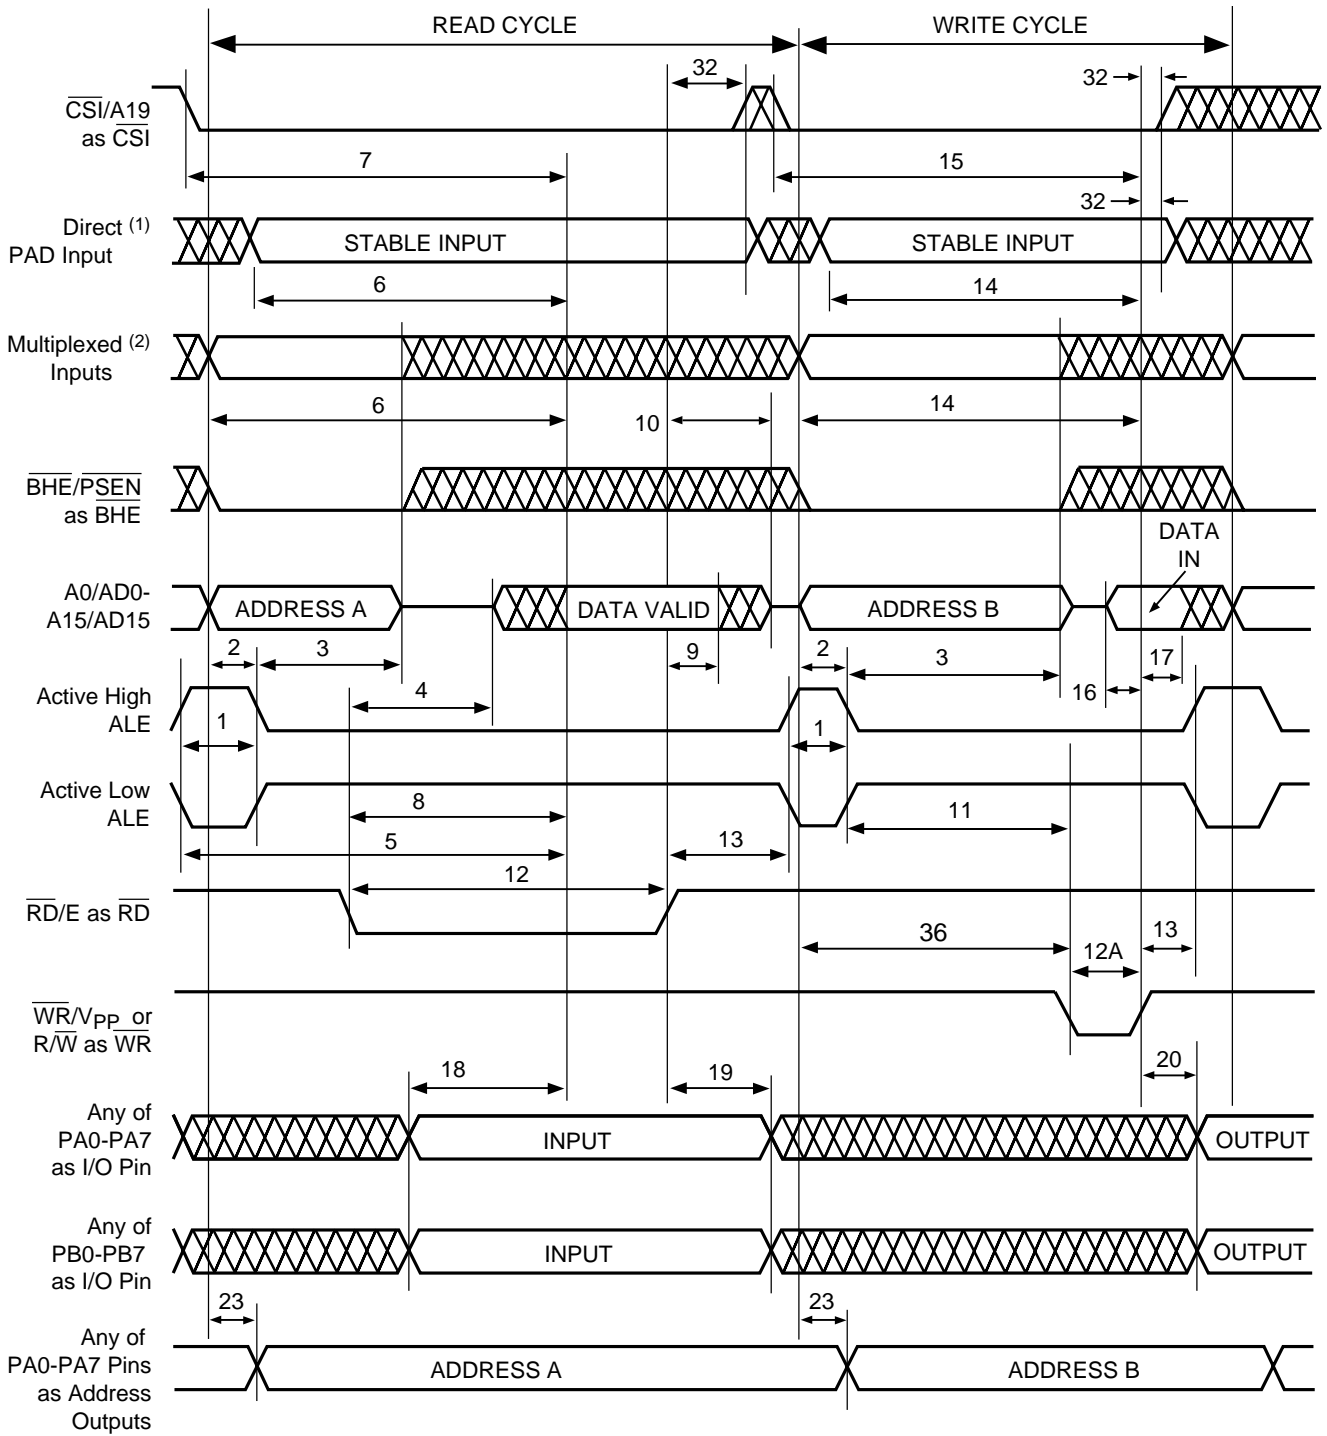 READ CYCLE
WRITE CYCLE
32
32
CSI/A19
as CSI
7
15
32
Direct (1)
PAD Input
STABLE INPUT
STABLE INPUT
6
14
Multiplexed (2)
Inputs
6
10
14
BHE/PSEN
as BHE
DATA
IN
A0/AD0-
A15/AD15
ADDRESS A
DATA VALID
ADDRESS B
2
3
9
2
3
17
4
16
Active High
ALE
1
1
Active Low
ALE
8
11
5
13
12
RD/E as RD
36
13
12A
WR/VPP or
R/W as WR
18
19
20
Any of
PA0-PA7
as I/O Pin
INPUT
OUTPUT
Any of
PB0-PB7
as I/O Pin
INPUT
OUTPUT
23
23
Any of
PA0-PA7 Pins
as Address
Outputs
ADDRESS A
ADDRESS B